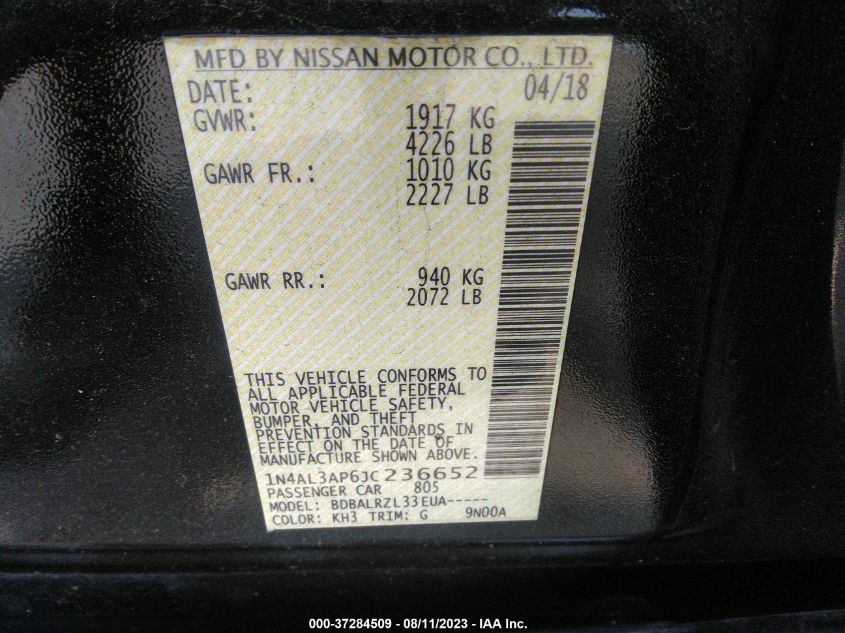 MFD BY NISSAN MOTOR CO., LTD.
DATE: 04/18
GVWR: 1917 KG
4226 LB
GAWR FR.: 1010 KG
2227 LB
GAWR RR.: 940 KG
2072 LB
THIS VEHICLE CONFORMS TO
ALL APPLICABLE FEDERAL
MOTOR VEHICLE SAFETY,
BUMPER, AND THEFT
PREVENTION STANDARDS IN
EFFECT ON THE DATE OF
MANUFACTURE SHOWN ABOVE.
1N4AL3AP6JC236652
PASSENGER CAR 805
MODEL: BDBALRZL33EUA-----
COLOR: KH3 TRIM: G 9N00A
000-37284509 - 08/11/2023 - IAA Inc.